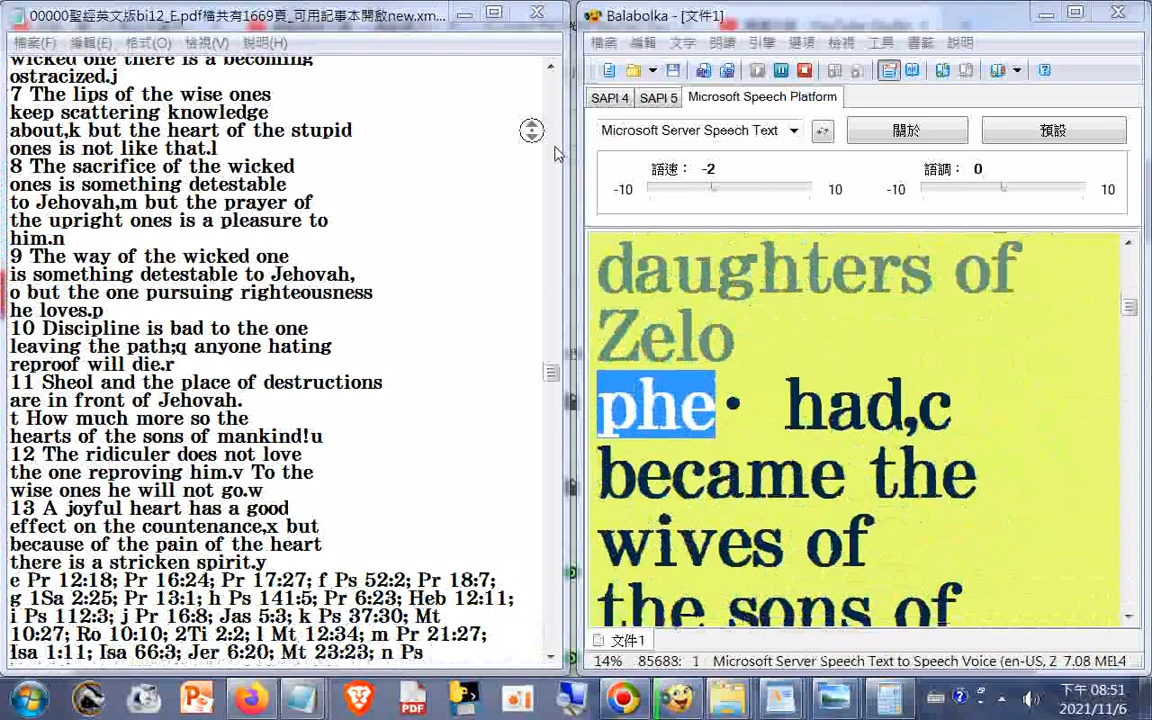 00000聖經英文版bi12_E.pdf檔共有1669頁_可用記事本開啟new.xm...
檔案(F) 編輯(E) 格式(O) 檢視(V) 說明(H)
wicked one there is a becoming
ostracized.j
7 The lips of the wise ones
keep scattering knowledge
about,k but the heart of the stupid
ones is not like that.l
8 The sacrifice of the wicked
ones is something detestable
to Jehovah,m but the prayer of
the upright ones is a pleasure to
him.n
9 The way of the wicked one
is something detestable to Jehovah,
o but the one pursuing righteousness
he loves.p
10 Discipline is bad to the one
leaving the path;q anyone hating
reproof will die.r
11 Sheol and the place of destructions
are in front of Jehovah.
t How much more so the
hearts of the sons of mankind!u
12 The ridiculer does not love
the one reproving him.v To the
wise ones he will not go.w
13 A joyful heart has a good
effect on the countenance,x but
because of the pain of the heart
there is a stricken spirit.y
e Pr 12:18; Pr 16:24; Pr 17:27; f Ps 52:2; Pr 18:7;
g 1Sa 2:25; Pr 13:1; h Ps 141:5; Pr 6:23; Heb 12:11;
i Ps 112:3; j Pr 16:8; Jas 5:3; k Ps 37:30; Mt
10:27; Ro 10:10; 2Ti 2:2; l Mt 12:34; m Pr 21:27;
Isa 1:11; Isa 66:3; Jer 6:20; Mt 23:23; n Ps
Balabolka - [文件1]
檔案 編輯 文字 朗讀 引擎 選項 檢視 工具 書籤 說明
SAPI 4 SAPI 5 Microsoft Speech Platform
Microsoft Server Speech Text 關於 預設
語速： -2 語調： 0
-10 10 -10 10
daughters of
Zelo
phe· had,c
became the
wives of
the sons of
文件1
14% 85683: 1 Microsoft Server Speech Text to Speech Voice (en-US, Z 7.08 ME14
PDF
下午 08:51
2021/11/6